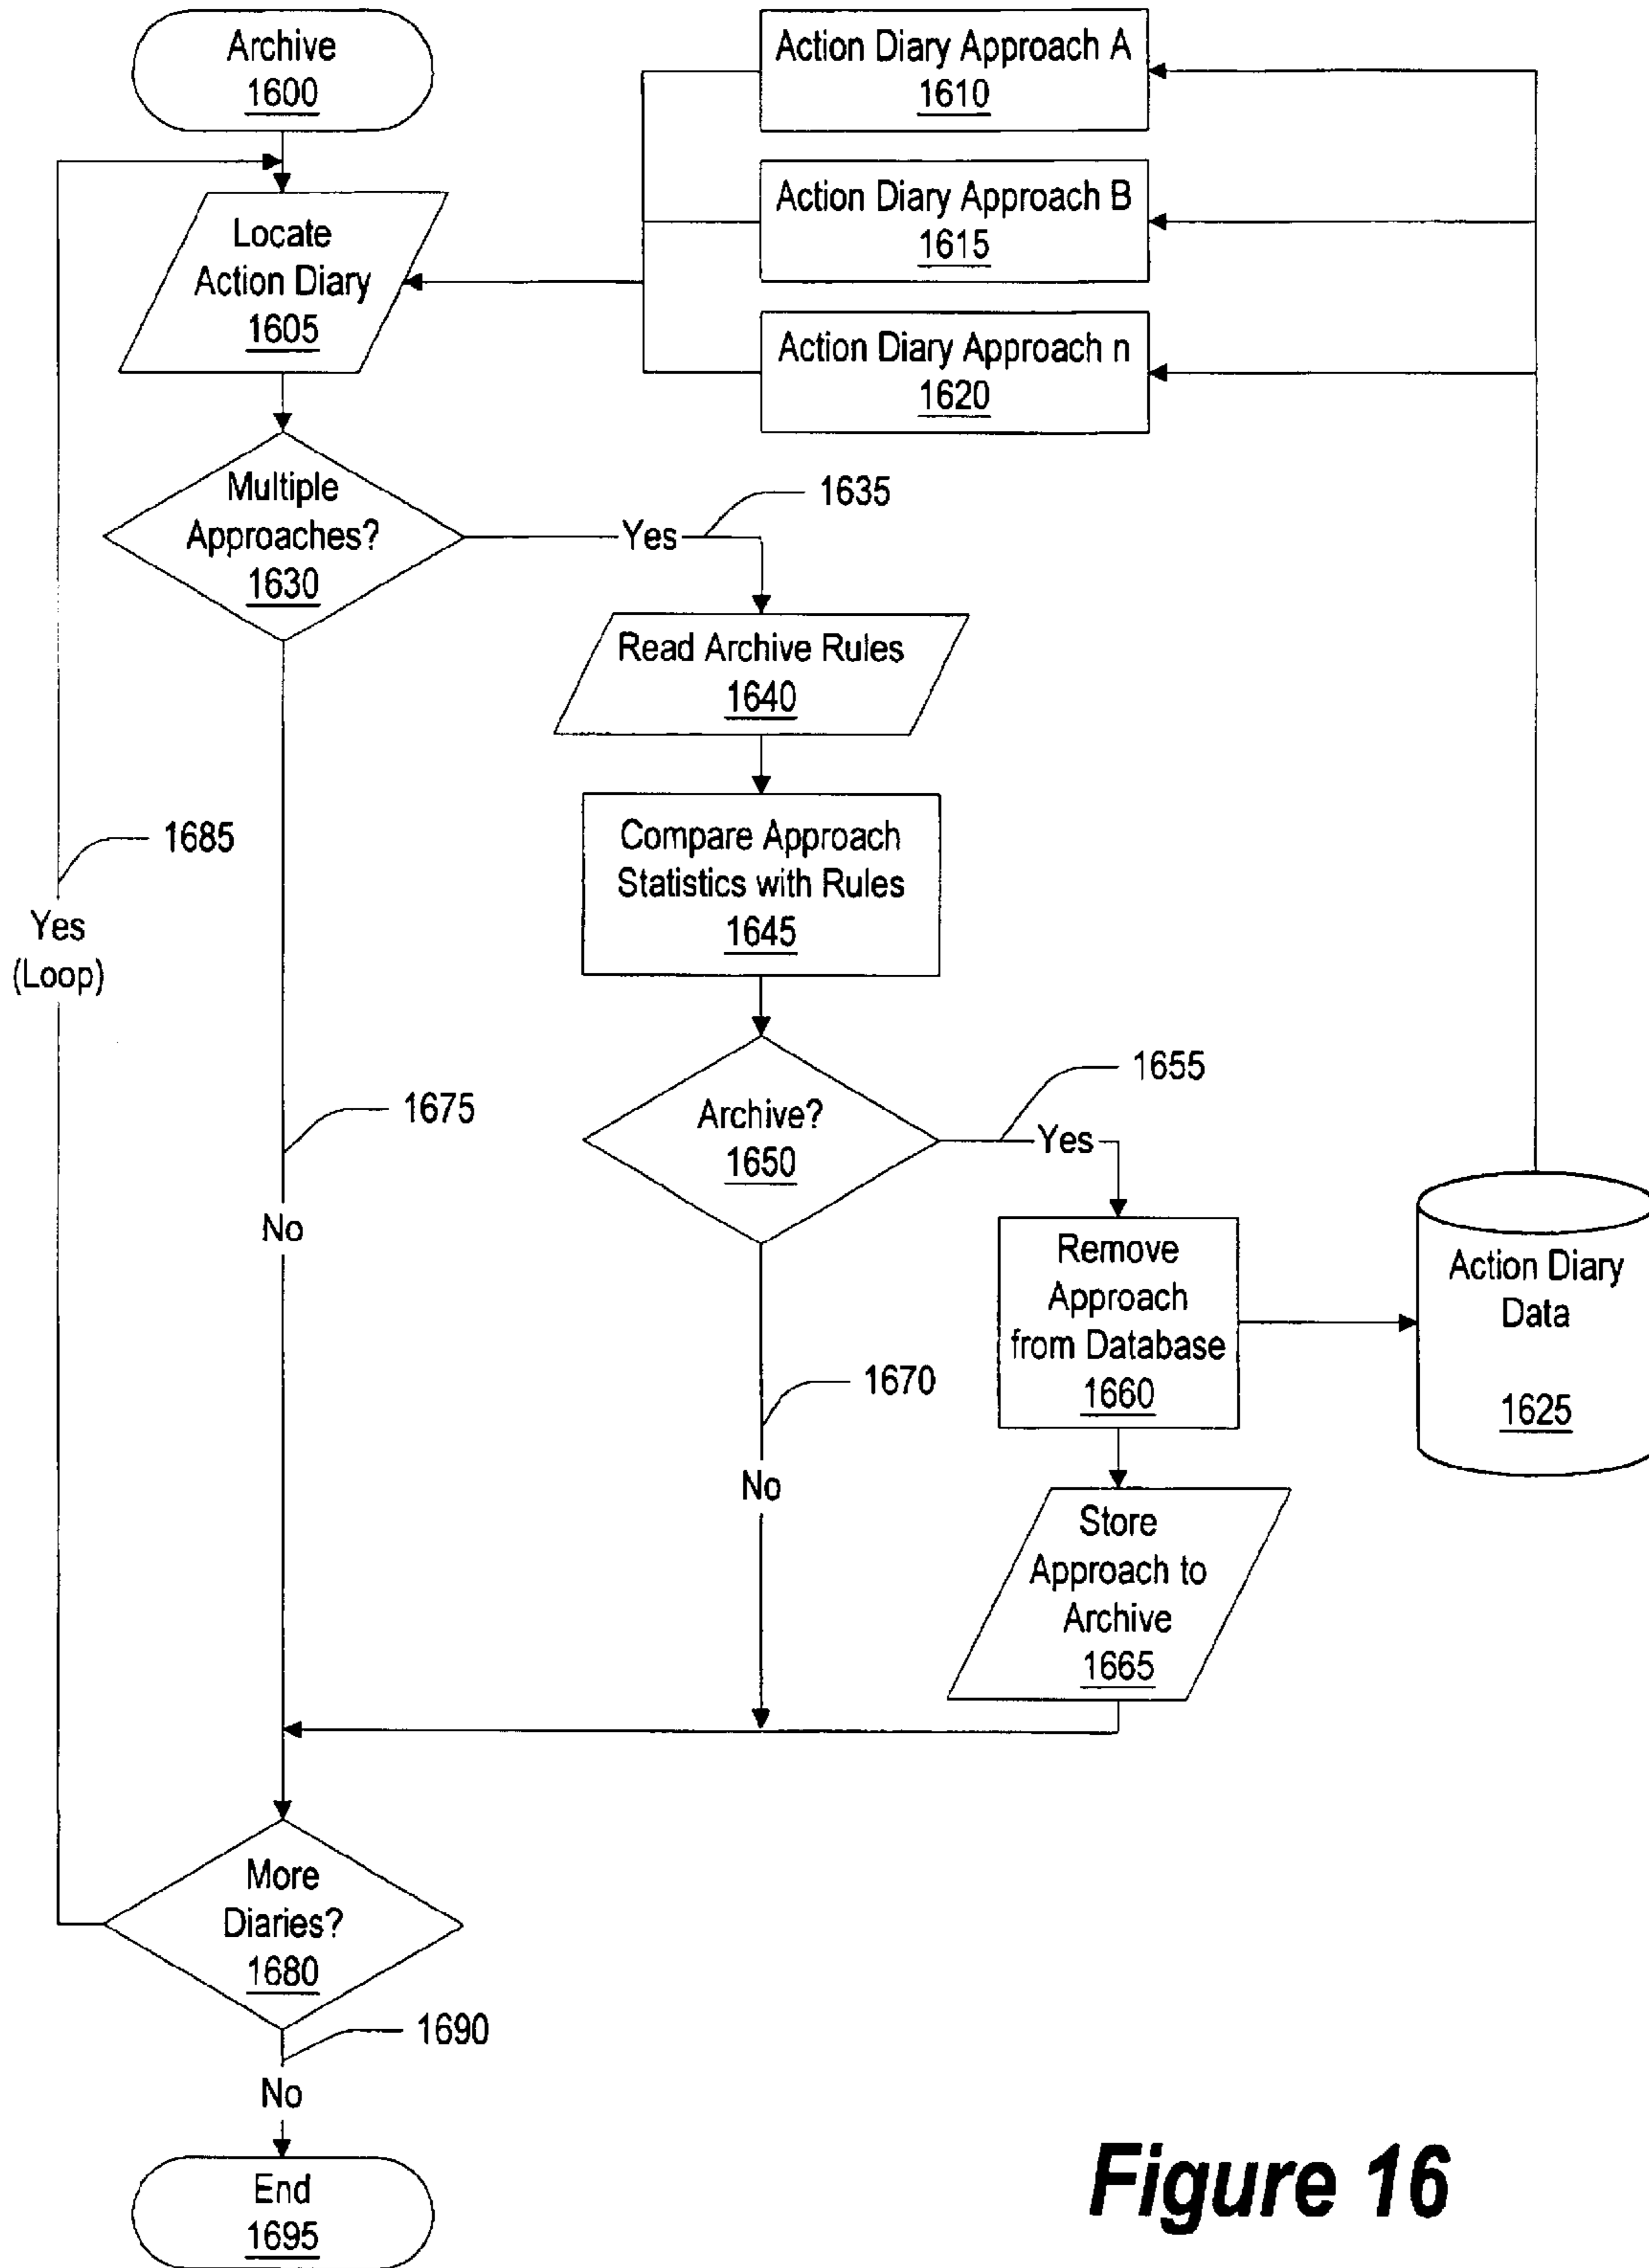 Archive
1600
Action Diary Approach A
1610
Action Diary Approach B
1615
Action Diary Approach n
1620
Locate
Action Diary
1605
Multiple
Approaches?
1630
Yes
1635
Read Archive Rules
1640
Compare Approach
Statistics with Rules
1645
1685
Yes
(Loop)
Archive?
1650
1655
Yes
1675
No
Remove
Approach
from Database
1660
Action Diary
Data
1625
1670
No
Store
Approach to
Archive
1665
More
Diaries?
1680
1690
No
End
1695
Figure 16